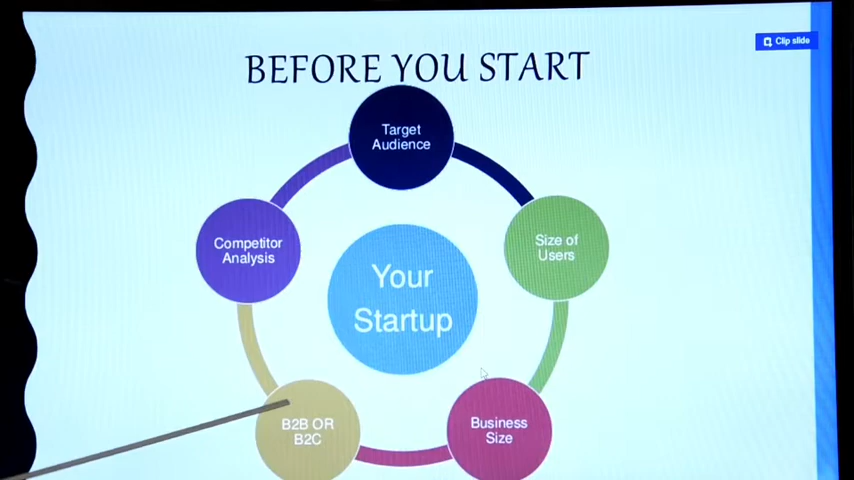 Clip slide
BEFORE YOU START
Target
Audience
Size of
Users
Business
Size
B2B OR
B2C
Competitor
Analysis
Your
Startup